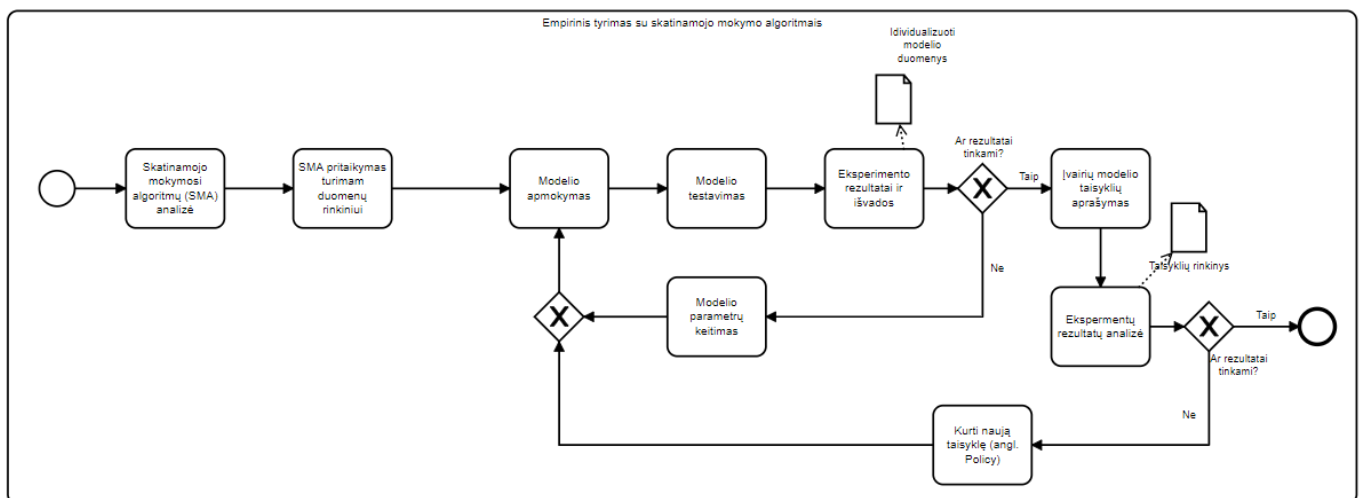 Empirinis tyrimas su skatinamojo mokymo algoritmais
Idividualizuoti
modelio
duomenys
Skatinamojo
mokymosi
algoritmų (SMA)
analizė
SMA pritaikymas
turimam
duomenų
rinkiniui
Modelio
apmokymas
Modelio
testavimas
Eksperimento
rezultatai ir
išvados
Ar rezultatai
tinkami?
X
Taip
Įvairių modelio
taisyklių
aprašymas
Ne
Taisyklių rinkinys
Modelio
parametrų
keitimas
X
Ekspermentų
rezultatų analizė
X
Taip
Ar rezultatai
tinkami?
Ne
Kurti naują
taisyklę (angl.
Policy)